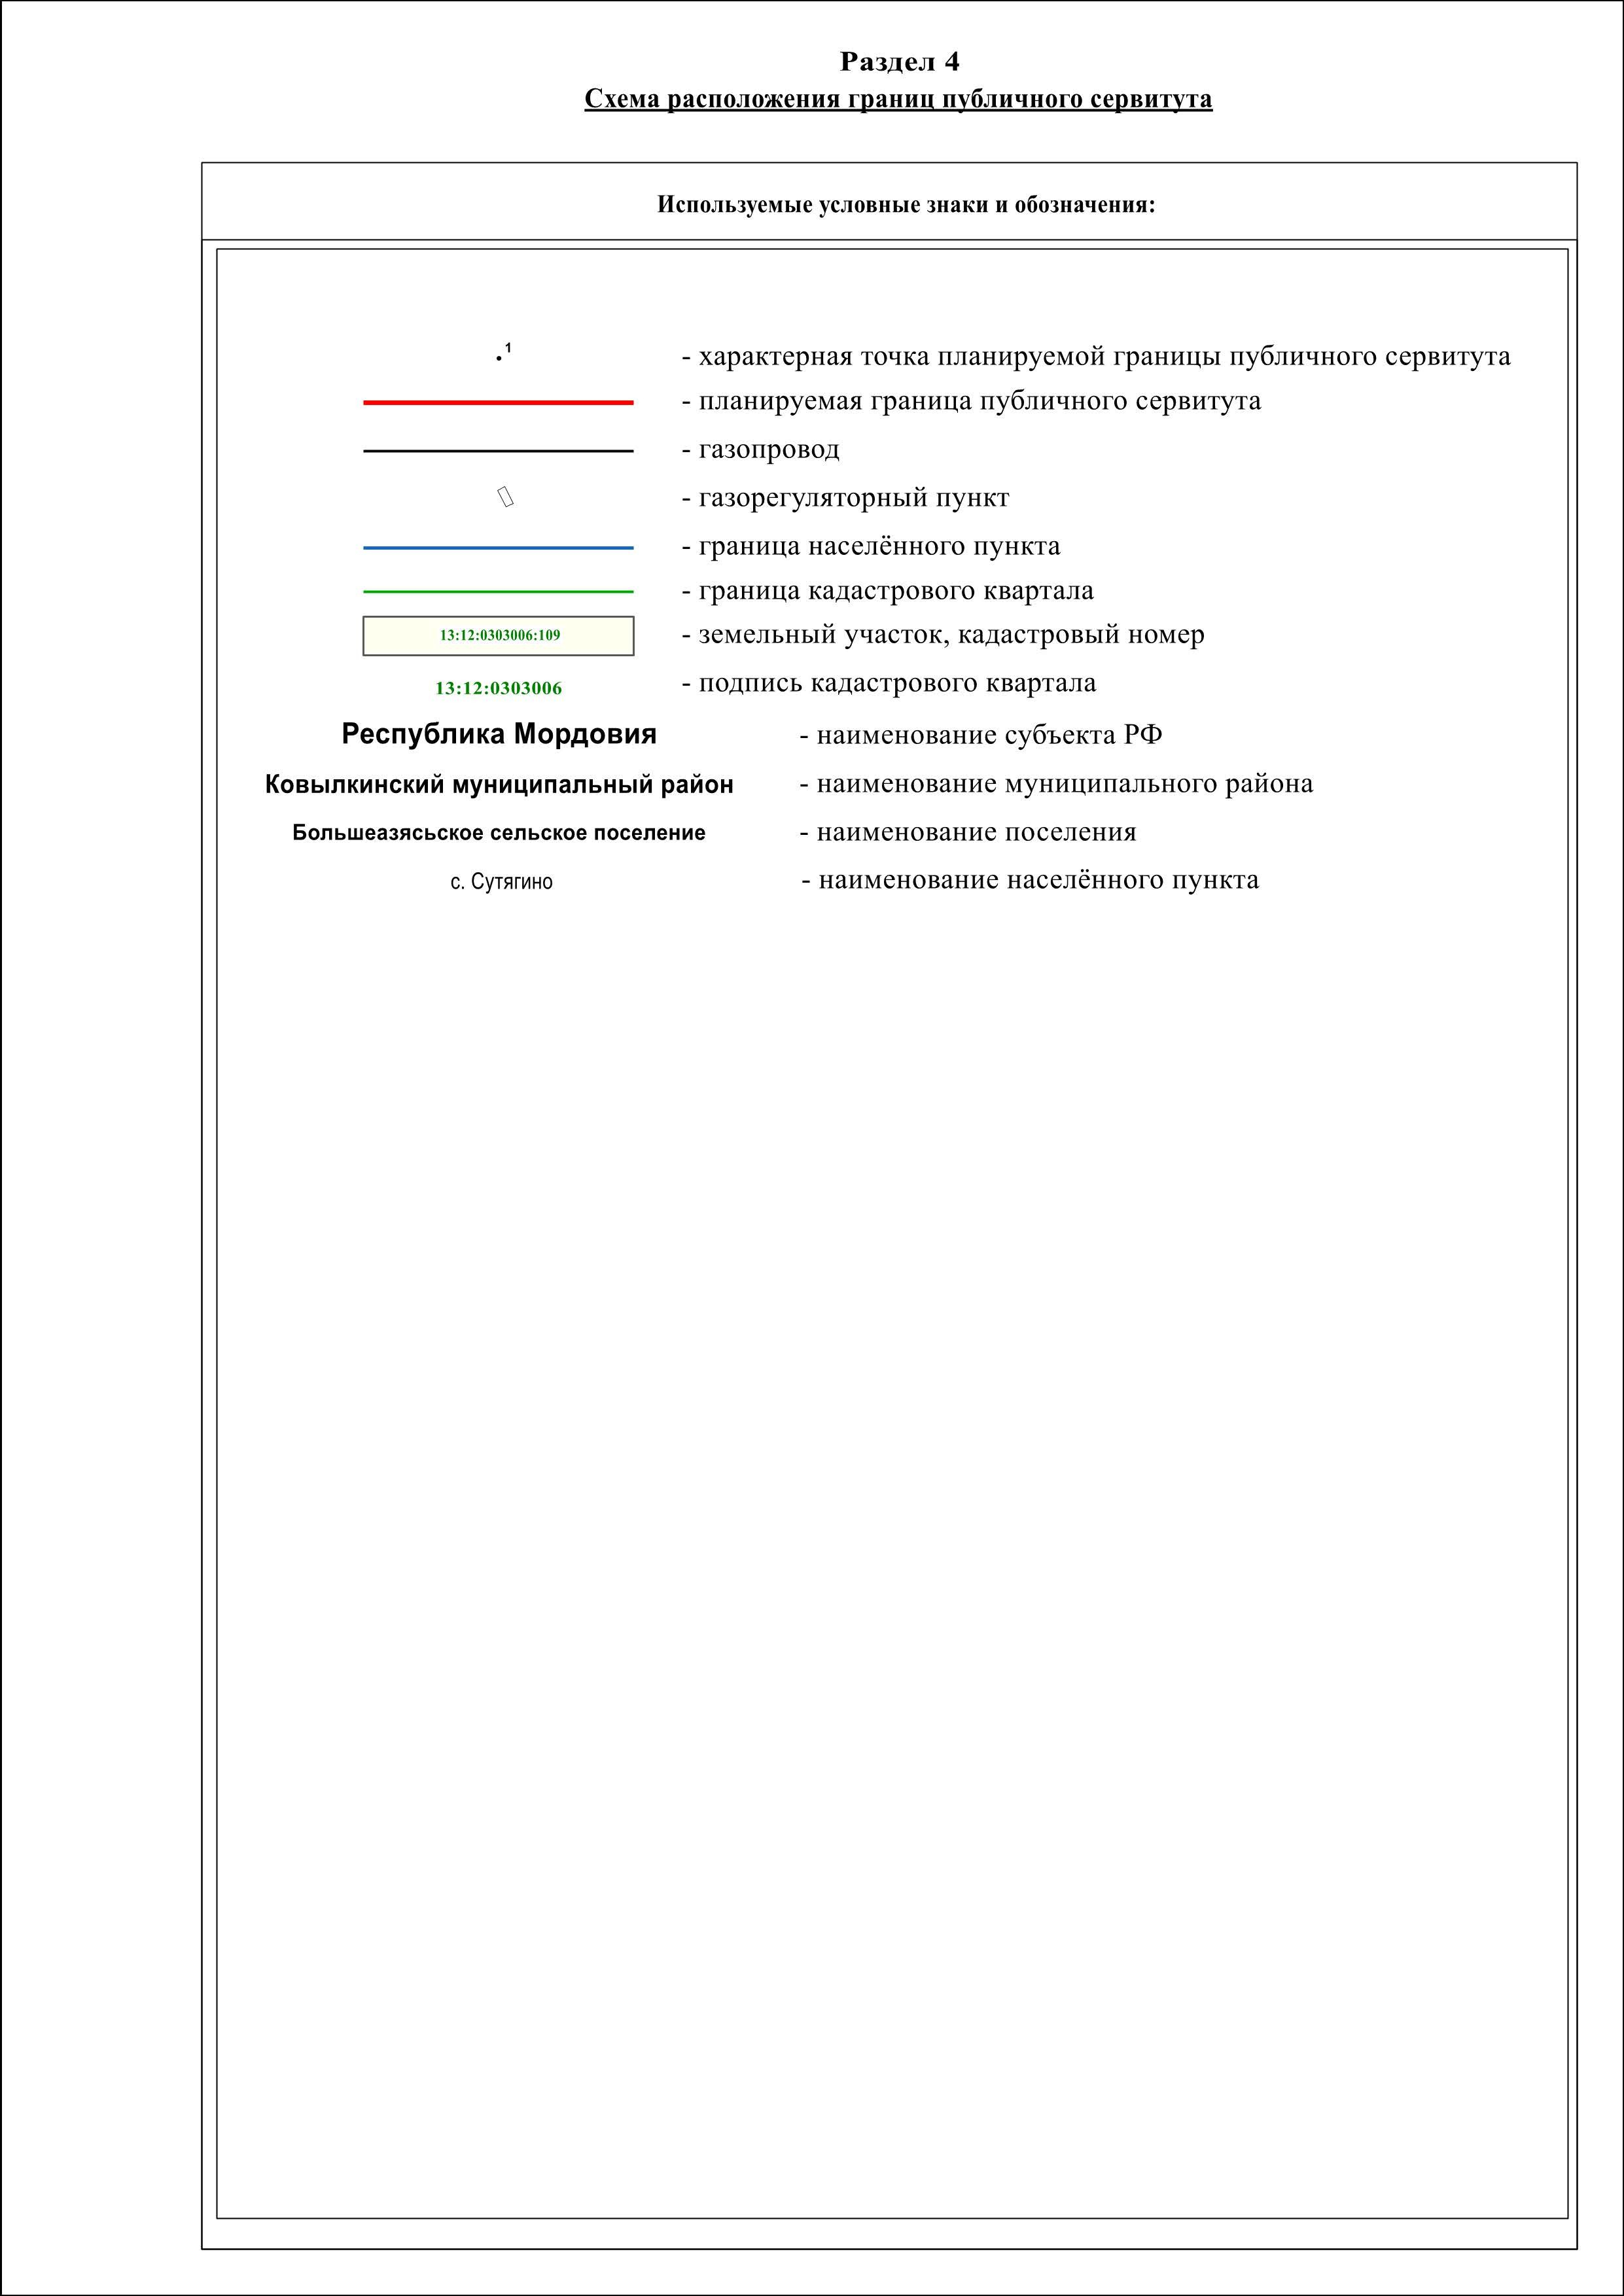 Раздел 4
Схема расположения границ публичного сервитута
Используемые условные знаки и обозначения:
1 - характерная точка планируемой границы публичного сервитута
- планируемая граница публичного сервитута
- газопровод
- газорегуляторный пункт
- граница населённого пункта
- граница кадастрового квартала
13:12:0303006:109 - земельный участок, кадастровый номер
13:12:0303006 - подпись кадастрового квартала
Республика Мордовия - наименование субъекта РФ
Ковылкинский муниципальный район - наименование муниципального района
Большеазясьское сельское поселение - наименование поселения
с. Сутягино - наименование населённого пункта